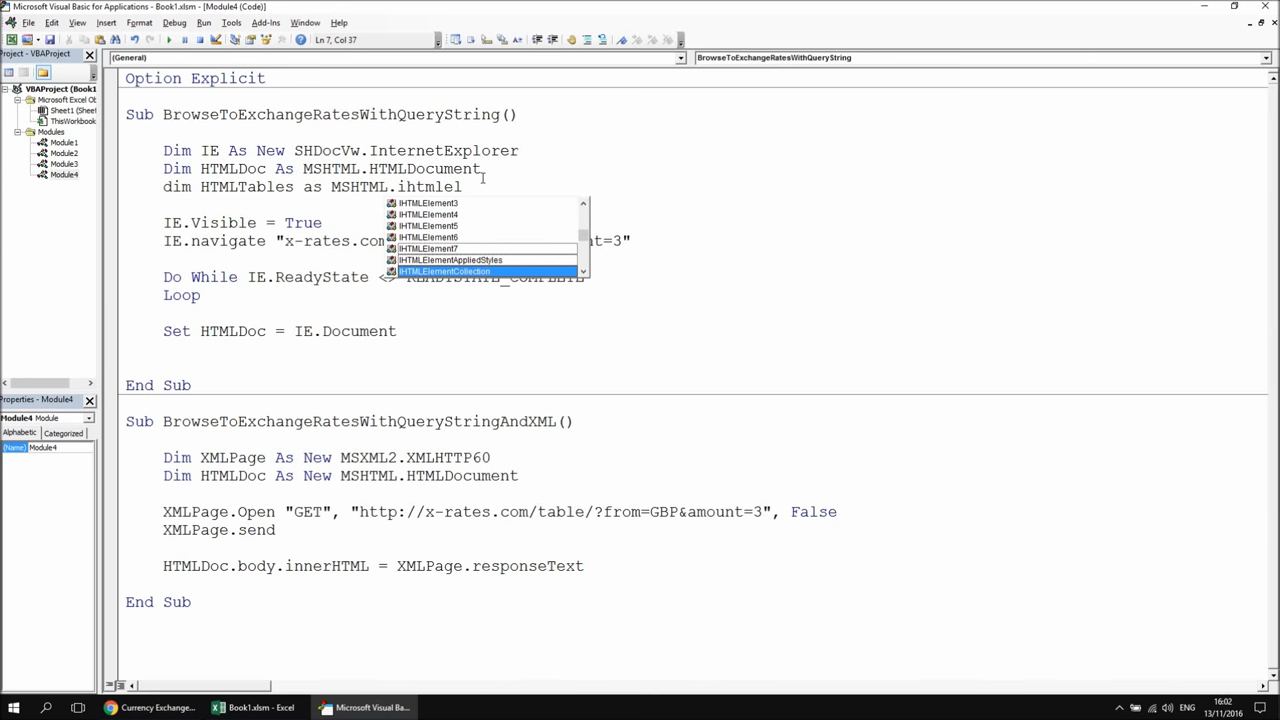 Microsoft Visual Basic for Applications - Book1.xlsm - [Module4 (Code)]
File Edit View Insert Format Debug Run Tools Add-Ins Window Help
Ln 7, Col 37
Project - VBAProject
(General)
BrowseToExchangeRatesWithQueryString
VBAProject (Book1
Microsoft Excel Ob
Sheet1 (Sheet
ThisWorkbook
Modules
Module1
Module2
Module3
Module4
Properties - Module4
Module4 Module
Alphabetic Categorized
(Name) Module4
Option Explicit
Sub BrowseToExchangeRatesWithQueryString()
Dim IE As New SHDocVw.InternetExplorer
Dim HTMLDoc As MSHTML.HTMLDocument
dim HTMLTables as MSHTML.ihtmlel
IHTMLElement3
IHTMLElement4
IHTMLElement5
IHTMLElement6
IHTMLElement7
IHTMLElementAppliedStyles
IHTMLElementCollection
IE.Visible = True
IE.navigate "x-rates.co nt=3"
Do While IE.ReadyState <> READYSTATE_COMPLETE
Loop
Set HTMLDoc = IE.Document
End Sub
Sub BrowseToExchangeRatesWithQueryStringAndXML()
Dim XMLPage As New MSXML2.XMLHTTP60
Dim HTMLDoc As New MSHTML.HTMLDocument
XMLPage.Open "GET", "http://x-rates.com/table/?from=GBP&amount=3", False
XMLPage.send
HTMLDoc.body.innerHTML = XMLPage.responseText
End Sub
Currency Exchange...
Book1.xlsm - Excel
Microsoft Visual Ba...
ENG
16:02
13/11/2016